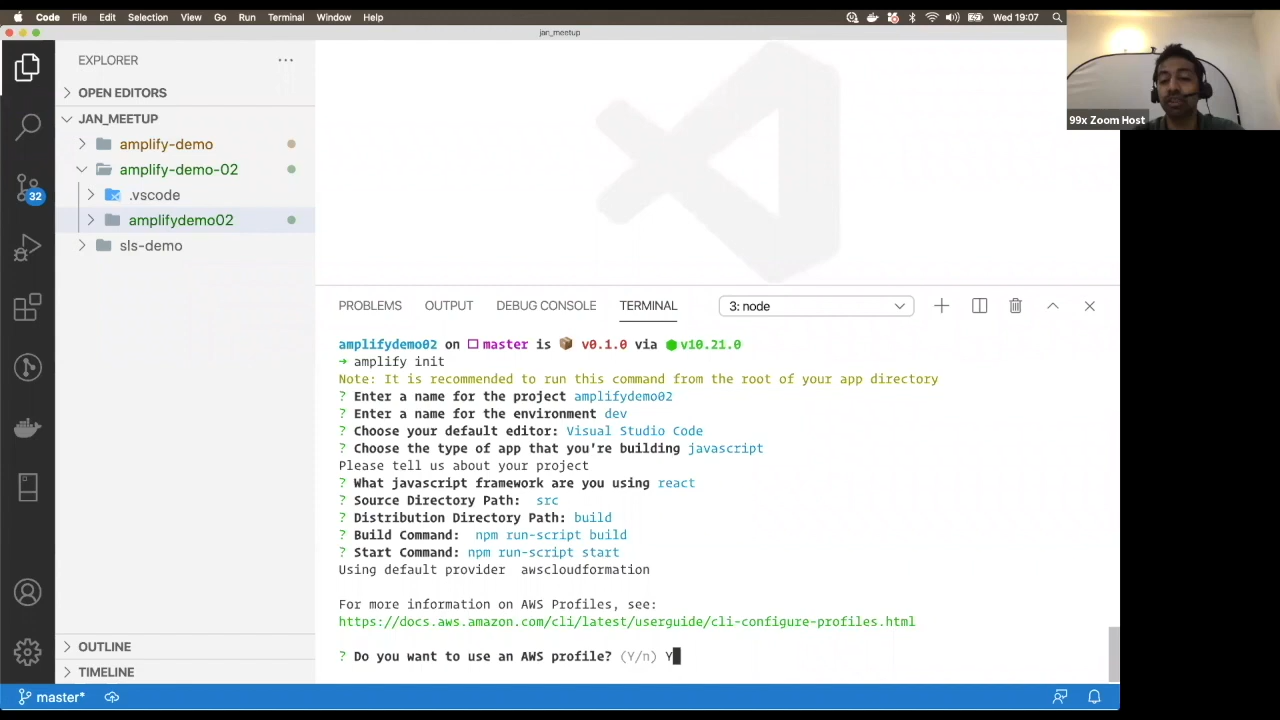 Code File Edit Selection View Go Run Terminal Window Help Wed 19:07
jan_meetup
EXPLORER
OPEN EDITORS
JAN_MEETUP
amplify-demo
amplify-demo-02
.vscode
amplifydemo02
sls-demo
32
OUTLINE
TIMELINE
master*
99x Zoom Host
PROBLEMS OUTPUT DEBUG CONSOLE TERMINAL 3: node
amplifydemo02 on master is v0.1.0 via v10.21.0
→ amplify init
Note: It is recommended to run this command from the root of your app directory
? Enter a name for the project amplifydemo02
? Enter a name for the environment dev
? Choose your default editor: Visual Studio Code
? Choose the type of app that you're building javascript
Please tell us about your project
? What javascript framework are you using react
? Source Directory Path: src
? Distribution Directory Path: build
? Build Command: npm run-script build
? Start Command: npm run-script start
Using default provider awscloudformation
For more information on AWS Profiles, see:
https://docs.aws.amazon.com/cli/latest/userguide/cli-configure-profiles.html
? Do you want to use an AWS profile? (Y/n) Y